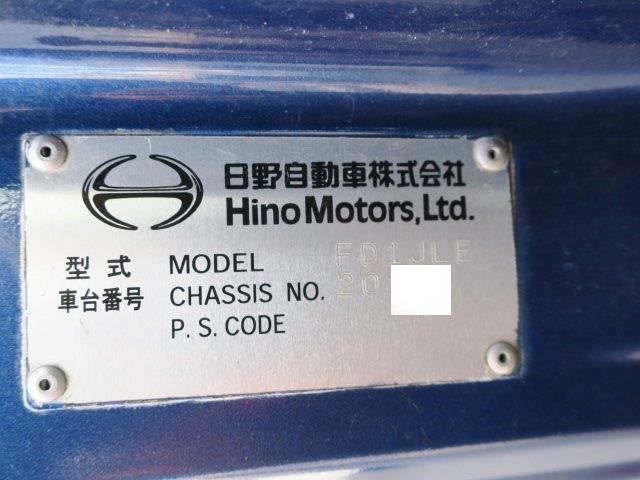 日野自動車株式会社
Hino Motors, Ltd.
型式 MODEL FD1JLE
車台番号 CHASSIS NO. 20
P.S.CODE